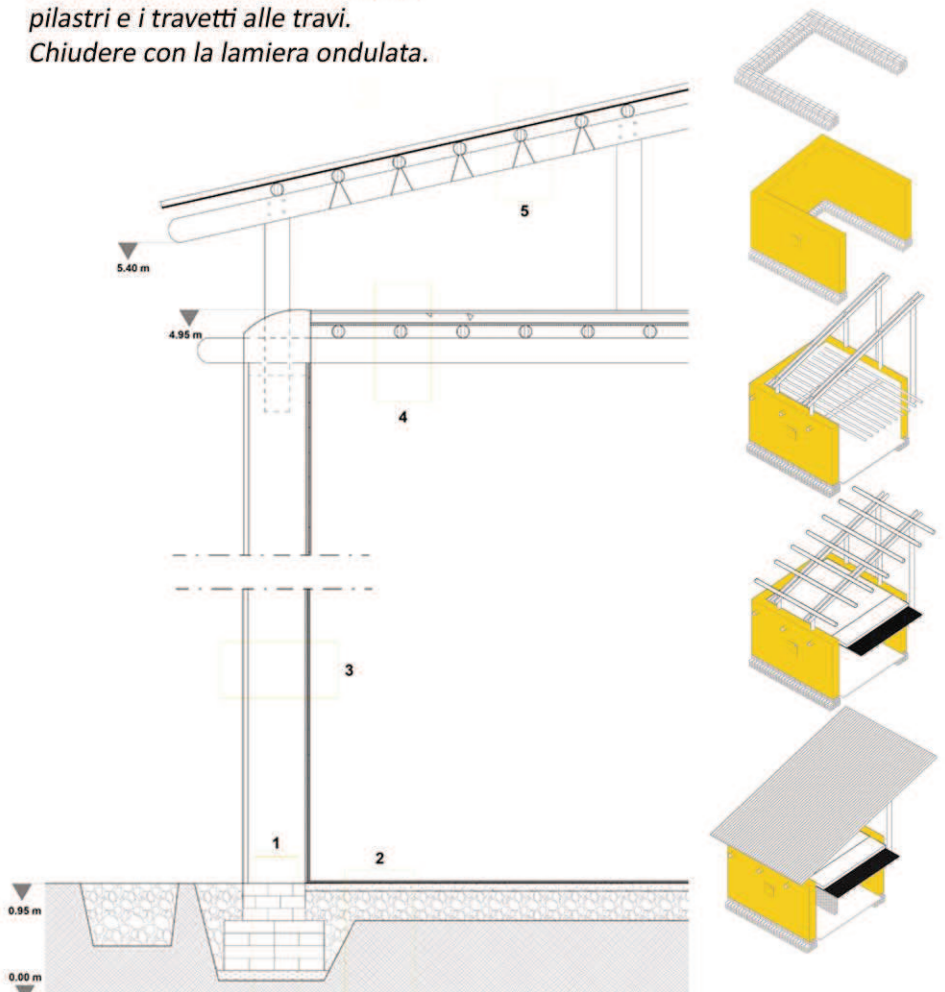 pilastri e i travetti alle travi.
Chiudere con la lamiera ondulata.
5
5.40 m
4.95 m
4
3
1
2
0.95 m
0.00 m